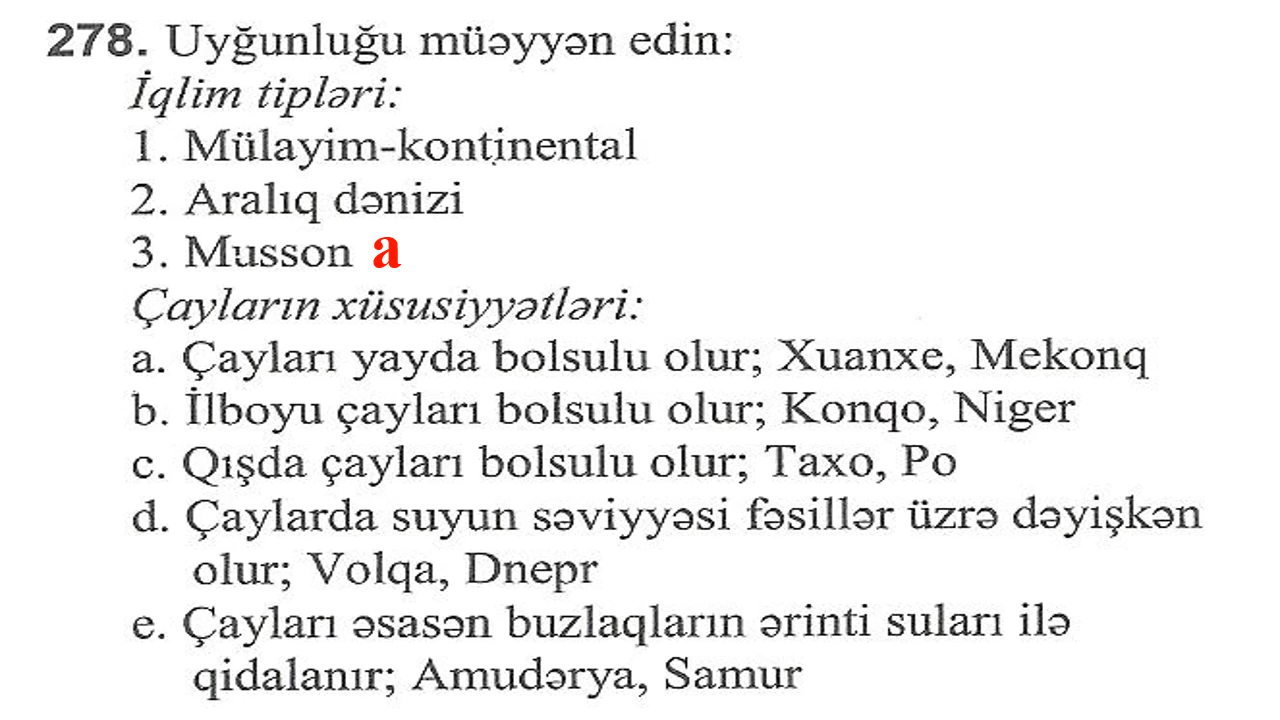 278. Uyğunluğu müəyyən edin:
İqlim tipləri:
1. Mülayim-kontinental
2. Aralıq dənizi
3. Musson a
Çayların xüsusiyyətləri:
a. Çayları yayda bolsulu olur; Xuanxe, Mekonq
b. İlboyu çayları bolsulu olur; Konqo, Niger
c. Qışda çayları bolsulu olur; Taxo, Po
d. Çaylarda suyun səviyyəsi fəsillər üzrə dəyişkən
olur; Volqa, Dnepr
e. Çayları əsasən buzlaqların ərinti suları ilə
qidalanır; Amudərya, Samur